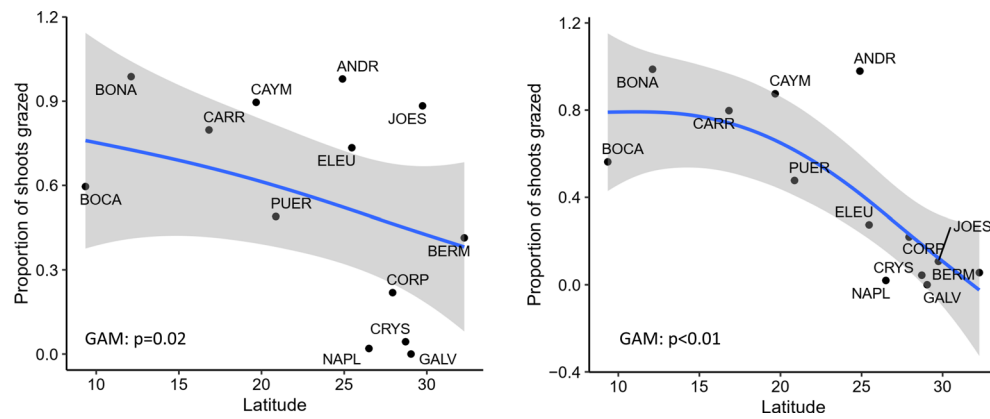 1.2
0.9
0.6
0.3
0.0
Proportion of shoots grazed
BONA
BOCA
CARR
CAYM
ANDR
JOES
ELEU
PUER
BERM
CORP
CRYS
NAPL
GALV
GAM: p=0.02
10
15
20
25
30
Latitude
1.2
0.8
0.4
0.0
−0.4
Proportion of shoots grazed
BONA
BOCA
CARR
CAYM
ANDR
PUER
ELEU
JOES
CORP
CRYS
BERM
NAPL
GALV
GAM: p<0.01
10
15
20
25
30
Latitude